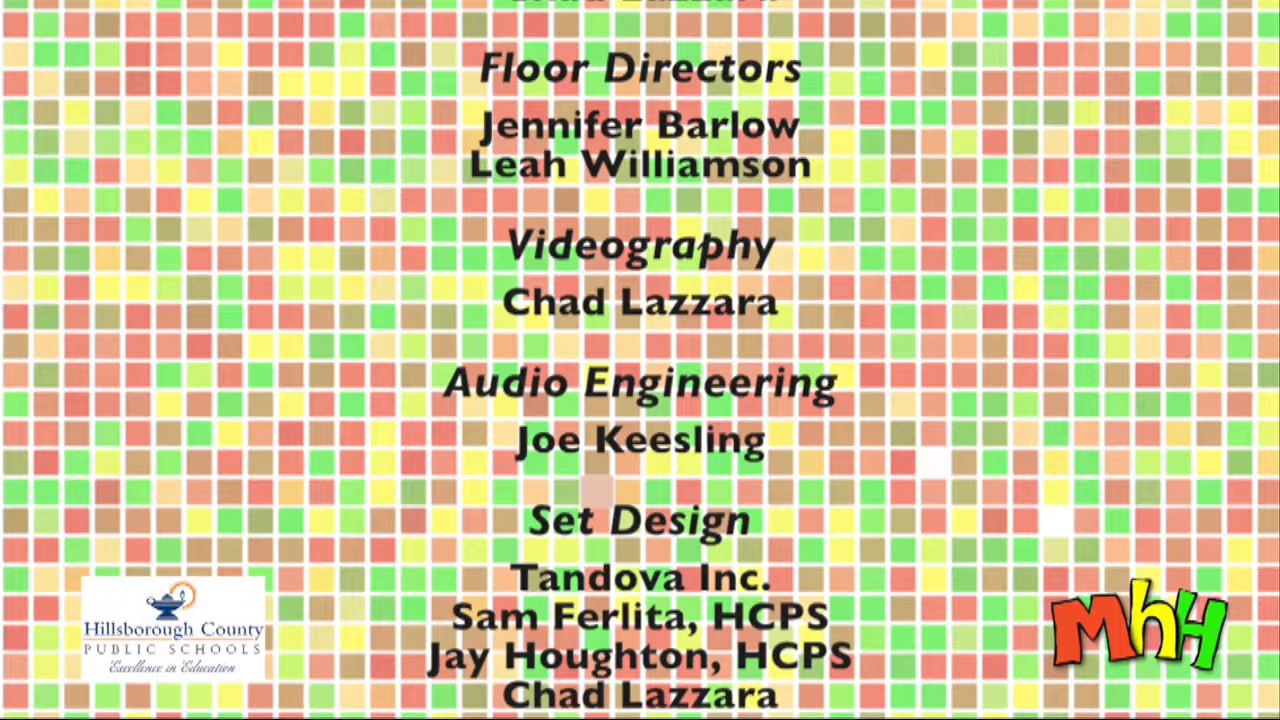 Floor Directors
Jennifer Barlow
Leah Williamson
Videography
Chad Lazzara
Audio Engineering
Joe Keesling
Set Design
Tandova Inc.
Sam Ferlita, HCPS
Jay Houghton, HCPS
Chad Lazzara
Hillsborough County
PUBLIC SCHOOLS
Excellence in Education
MhH